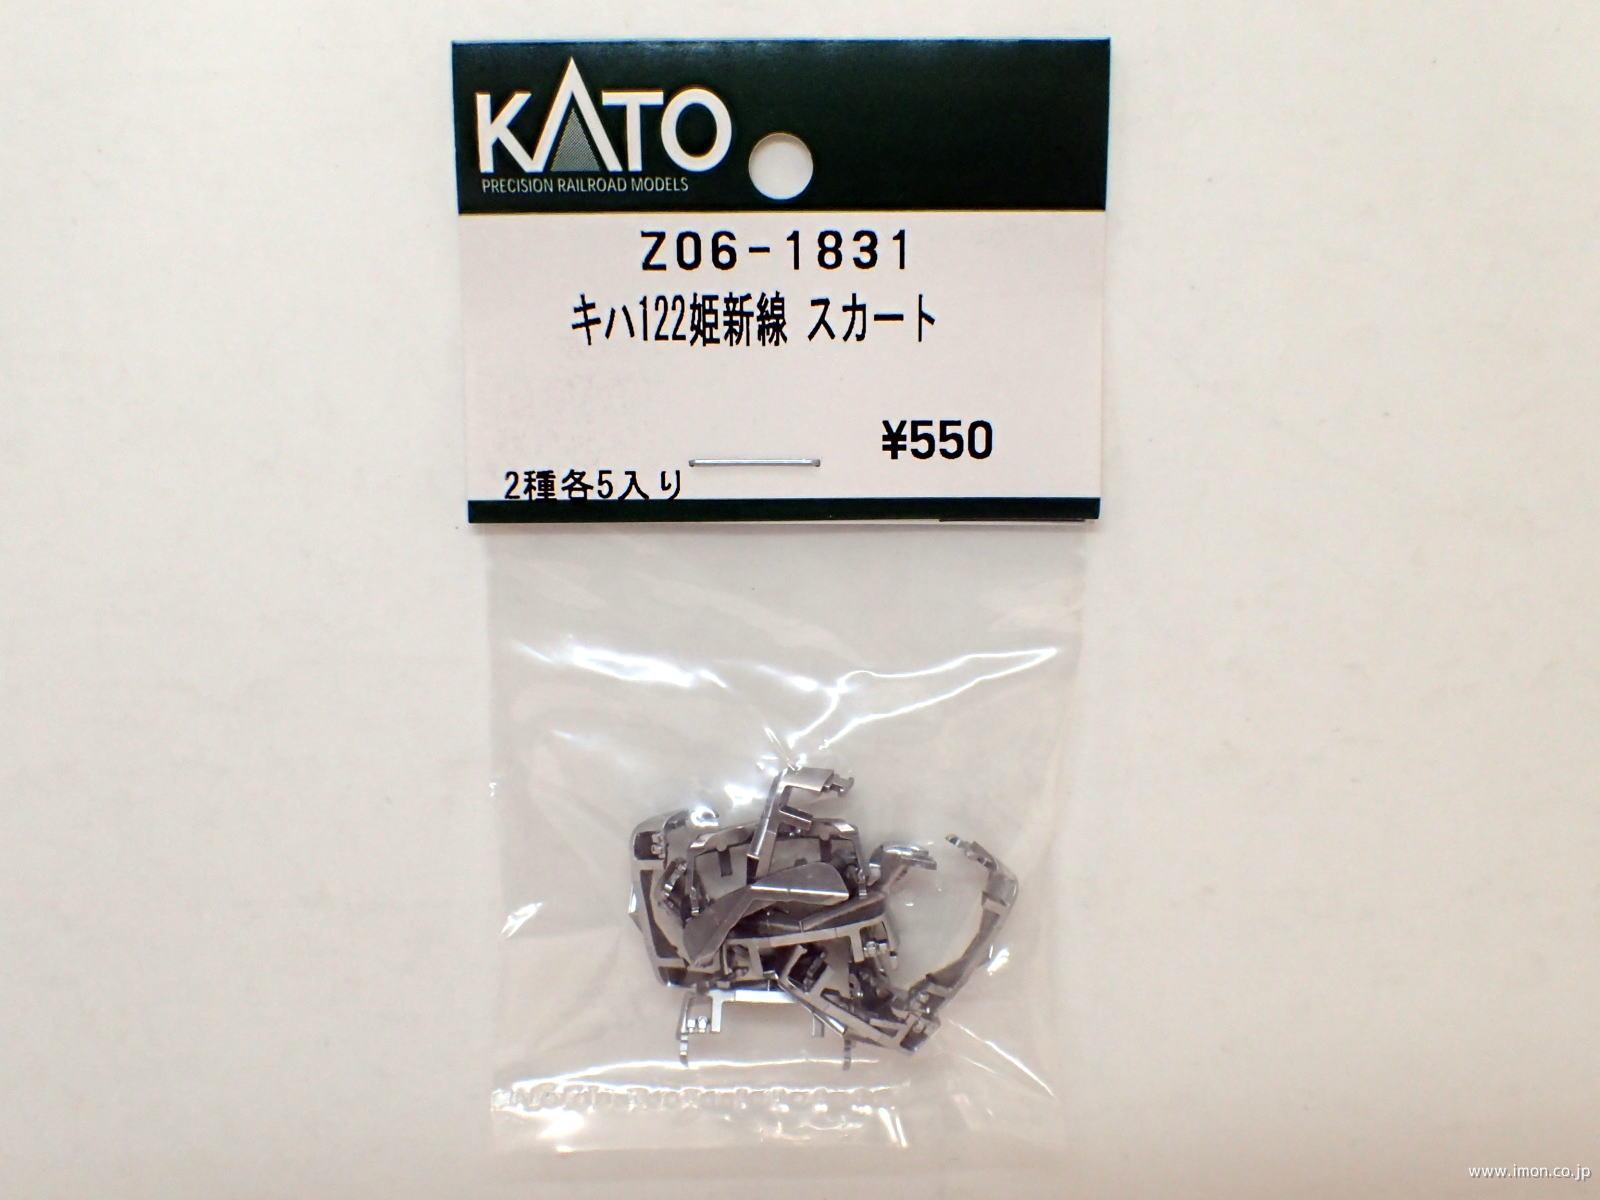 KATO
PRECISION RAILROAD MODELS
Z06-1831
キハ122姫新線 スカート
¥550
2種各5入り
www.imon.co.jp